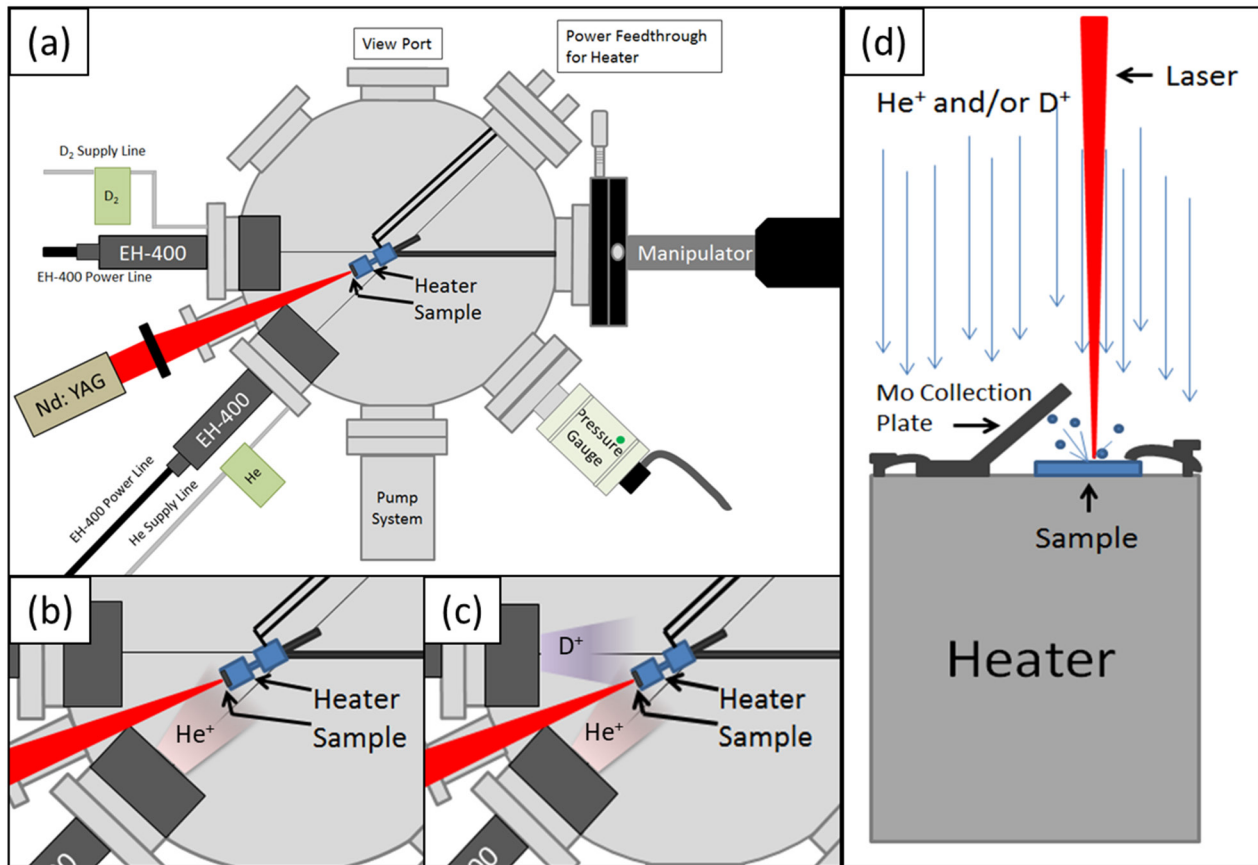 (a)
View Port
Power Feedthrough
for Heater
D₂ Supply Line
D₂
EH-400
EH-400 Power Line
Manipulator
Heater
Sample
Nd: YAG
EH-400
EH-400 Power Line
He Supply Line
He
Pump
System
Pressure
Gauge
(b)
He⁺
Heater
Sample
(c)
D⁺
He⁺
Heater
Sample
(d)
Laser
He⁺ and/or D⁺
Mo Collection
Plate
Sample
Heater